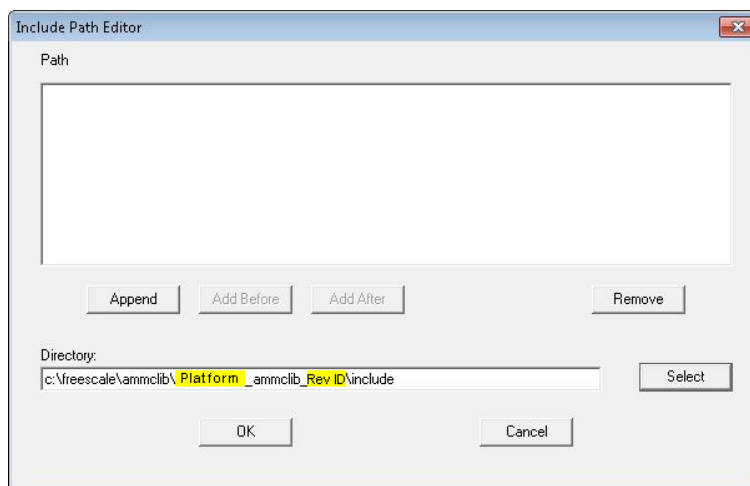 Include Path Editor
Path
Append Add Before Add After Remove
Directory:
c:\freescale\ammclib\ Platform _ammclib_Rev ID\include Select
OK Cancel